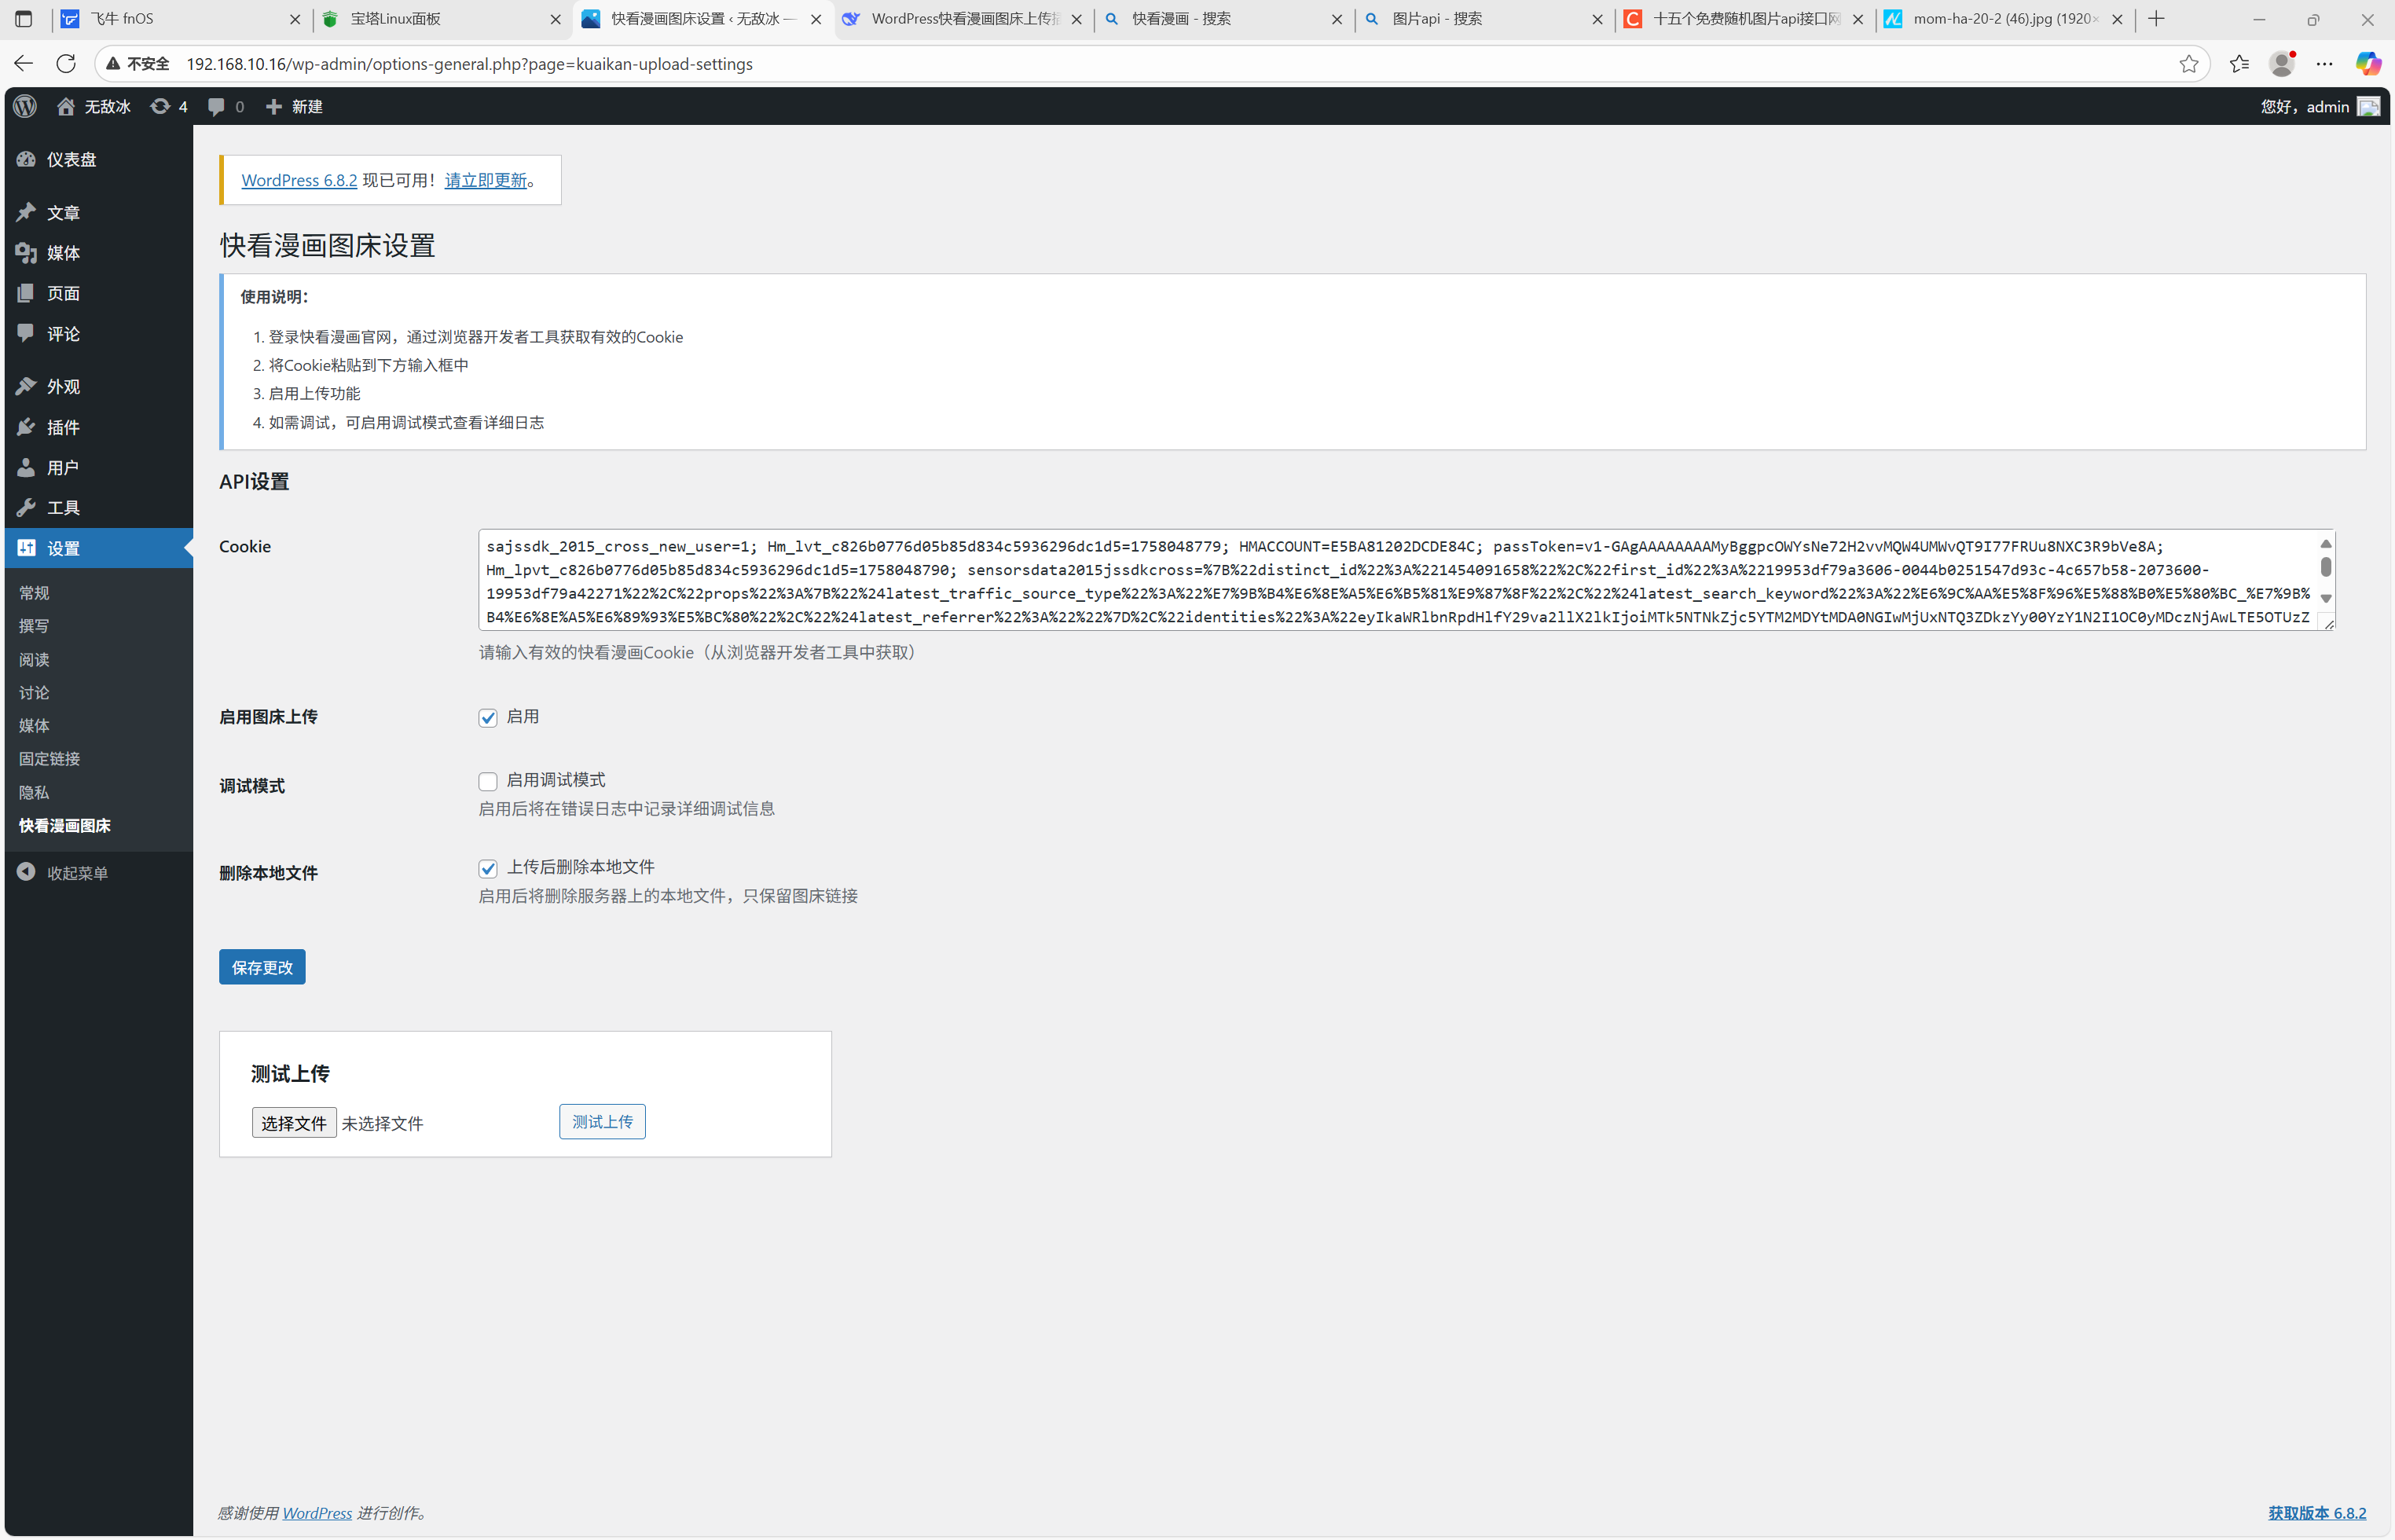 飞牛 fnOS
宝塔Linux面板
快看漫画图床设置 ‹ 无敌冰 —
WordPress快看漫画图床上传插
快看漫画 - 搜索
图片api - 搜索
十五个免费随机图片api接口网
mom-ha-20-2 (46).jpg (1920×
不安全 192.168.10.16/wp-admin/options-general.php?page=kuaikan-upload-settings
无敌冰 4 0 新建
您好，admin
仪表盘
文章
媒体
页面
评论
外观
插件
用户
工具
设置
常规
撰写
阅读
讨论
媒体
固定链接
隐私
快看漫画图床
收起菜单
WordPress 6.8.2 现已可用！请立即更新。
快看漫画图床设置
使用说明：
1. 登录快看漫画官网，通过浏览器开发者工具获取有效的Cookie
2. 将Cookie粘贴到下方输入框中
3. 启用上传功能
4. 如需调试，可启用调试模式查看详细日志
API设置
Cookie
sajssdk_2015_cross_new_user=1; Hm_lvt_c826b0776d05b85d834c5936296dc1d5=1758048779; HMACCOUNT=E5BA81202DCDE84C; passToken=v1-GAgAAAAAAAAMyBggpcOWYsNe72H2vvMQW4UMWvQT9I77FRUu8NXC3R9bVe8A;
Hm_lpvt_c826b0776d05b85d834c5936296dc1d5=1758048790; sensorsdata2015jssdkcross=%7B%22distinct_id%22%3A%221454091658%22%2C%22first_id%22%3A%2219953df79a3606-0044b0251547d93c-4c657b58-2073600-
19953df79a42271%22%2C%22props%22%3A%7B%22%24latest_traffic_source_type%22%3A%22%E7%9B%B4%E6%8E%A5%E6%B5%81%E9%87%8F%22%2C%22%24latest_search_keyword%22%3A%22%E6%9C%AA%E5%8F%96%E5%88%B0%E5%80%BC_%E7%9B%
B4%E6%8E%A5%E6%89%93%E5%BC%80%22%2C%22%24latest_referrer%22%3A%22%22%7D%2C%22identities%22%3A%22eyIkaWRlbnRpdHlfY29va2llX2lkIjoiMTk5NTNkZjc5YTM2MDYtMDA0NGIwMjUxNTQ3ZDkzYy00YzY1N2I1OC0yMDczNjAwLTE5OTUzZ
请输入有效的快看漫画Cookie（从浏览器开发者工具中获取）
启用图床上传
启用
调试模式
启用调试模式
启用后将在错误日志中记录详细调试信息
删除本地文件
上传后删除本地文件
启用后将删除服务器上的本地文件，只保留图床链接
保存更改
测试上传
选择文件 未选择文件
测试上传
感谢使用 WordPress 进行创作。
获取版本 6.8.2